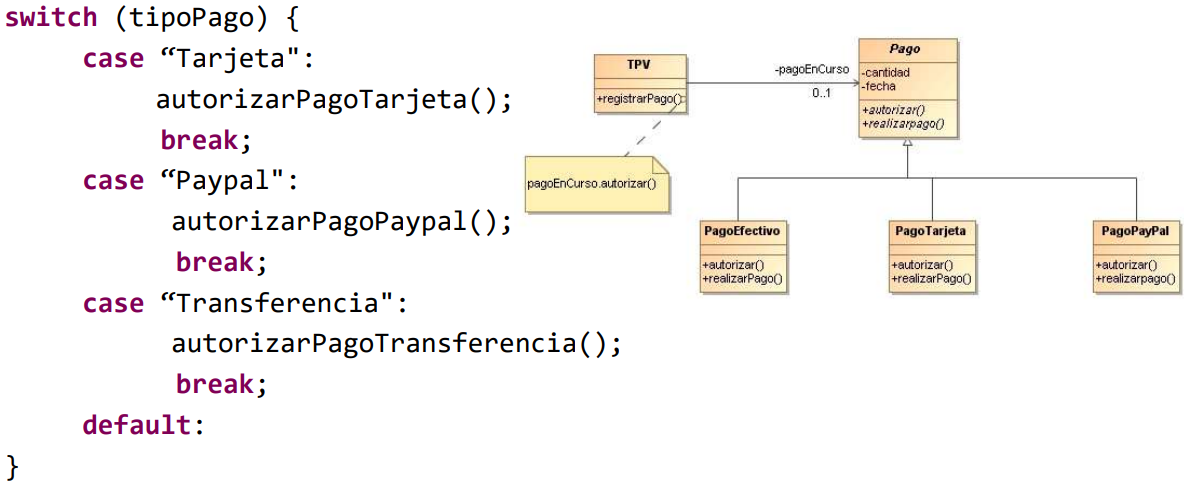 switch (tipoPago) {
case “Tarjeta":
autorizarPagoTarjeta();
break;
case “Paypal":
autorizarPagoPaypal();
break;
case “Transferencia":
autorizarPagoTransferencia();
break;
default:
}
TPV
+registrarPago()
-pagoEnCurso
0..1
Pago
-cantidad
-fecha
+autorizar()
+realizarpago()
pagoEnCurso.autorizar()
PagoEfectivo
+autorizar()
+realizarPago()
PagoTarjeta
+autorizar()
+realizarPago()
PagoPayPal
+autorizar()
+realizarpago()